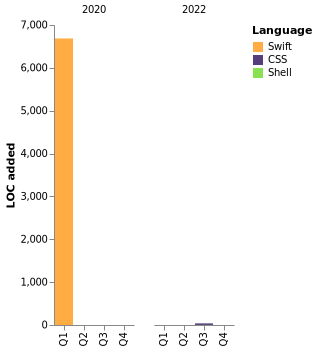 2020 2022
Language
Swift
CSS
Shell
LOC added
7,000
6,000
5,000
4,000
3,000
2,000
1,000
0
Q1 Q2 Q3 Q4 Q1 Q2 Q3 Q4